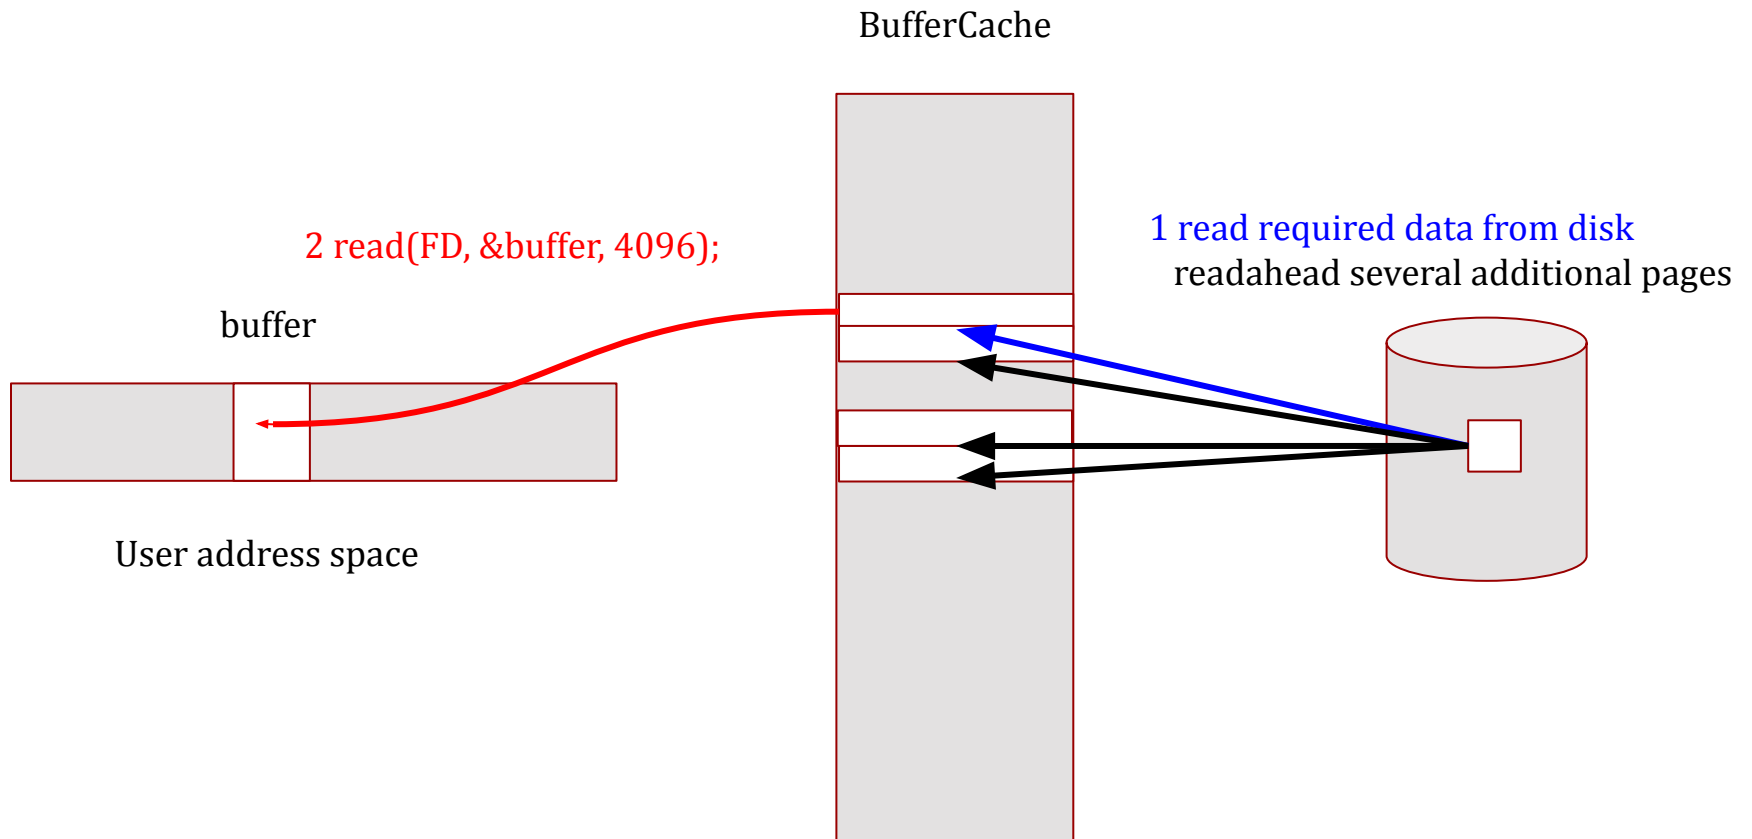 BufferCache
1 read required data from disk
readahead several additional pages
2 read(FD, &buffer, 4096);
buffer
User address space